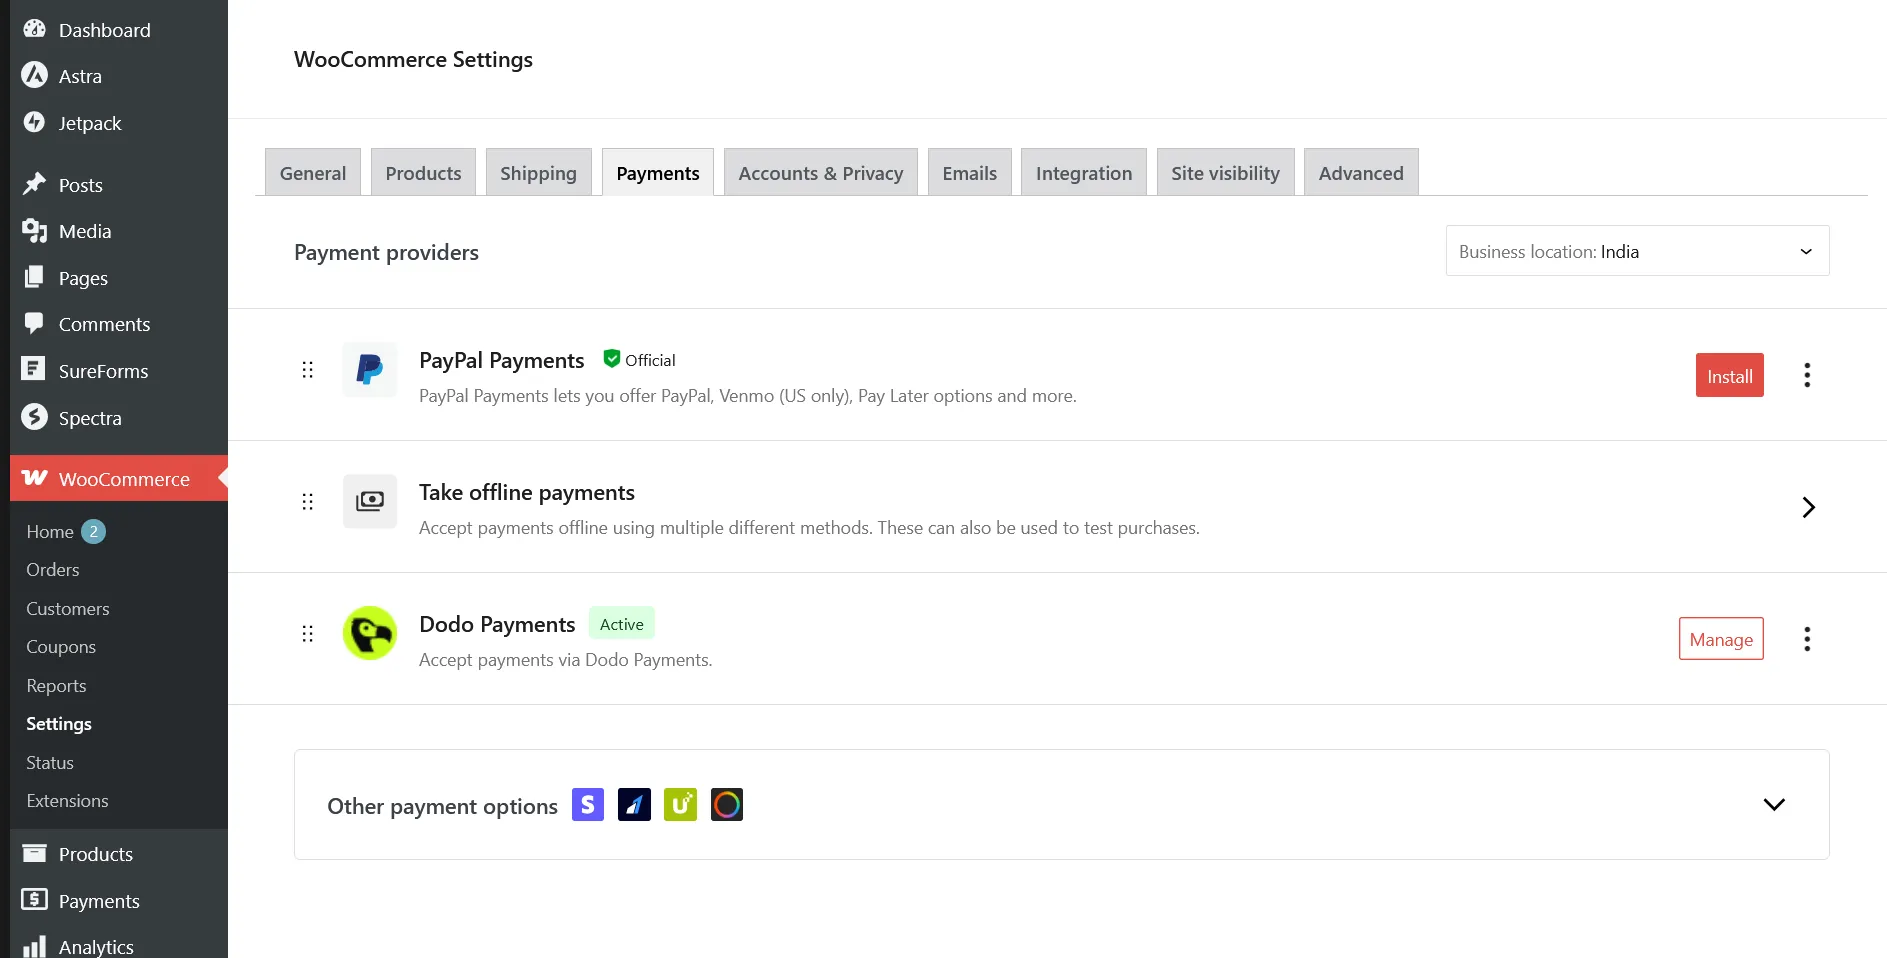 Dashboard
Astra
Jetpack
Posts
Media
Pages
Comments
SureForms
Spectra
WooCommerce
Home 2
Orders
Customers
Coupons
Reports
Settings
Status
Extensions
Products
Payments
Analytics
WooCommerce Settings
General Products Shipping Payments Accounts & Privacy Emails Integration Site visibility Advanced
Payment providers
Business location: India
PayPal Payments Official
PayPal Payments lets you offer PayPal, Venmo (US only), Pay Later options and more.
Install
Take offline payments
Accept payments offline using multiple different methods. These can also be used to test purchases.
Dodo Payments Active
Accept payments via Dodo Payments.
Manage
Other payment options